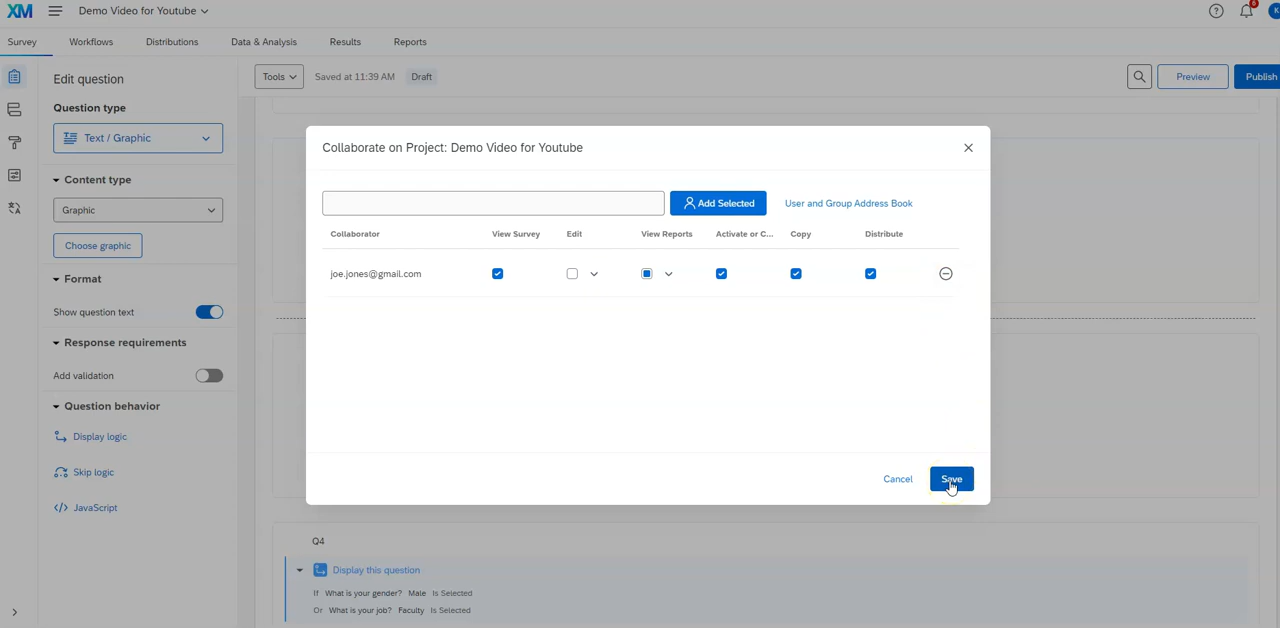 XM Demo Video for Youtube
6
K
Survey Workflows Distributions Data & Analysis Results Reports
Edit question
Tools Saved at 11:39 AM Draft Preview Publish
Question type
Text / Graphic
Content type
Graphic
Choose graphic
Format
Show question text
Response requirements
Add validation
Question behavior
Display logic
Skip logic
JavaScript
Collaborate on Project: Demo Video for Youtube
Add Selected User and Group Address Book
Collaborator View Survey Edit View Reports Activate or C... Copy Distribute
joe.jones@gmail.com
Cancel Save
Q4
Display this question
If What is your gender? Male Is Selected
Or What is your job? Faculty Is Selected